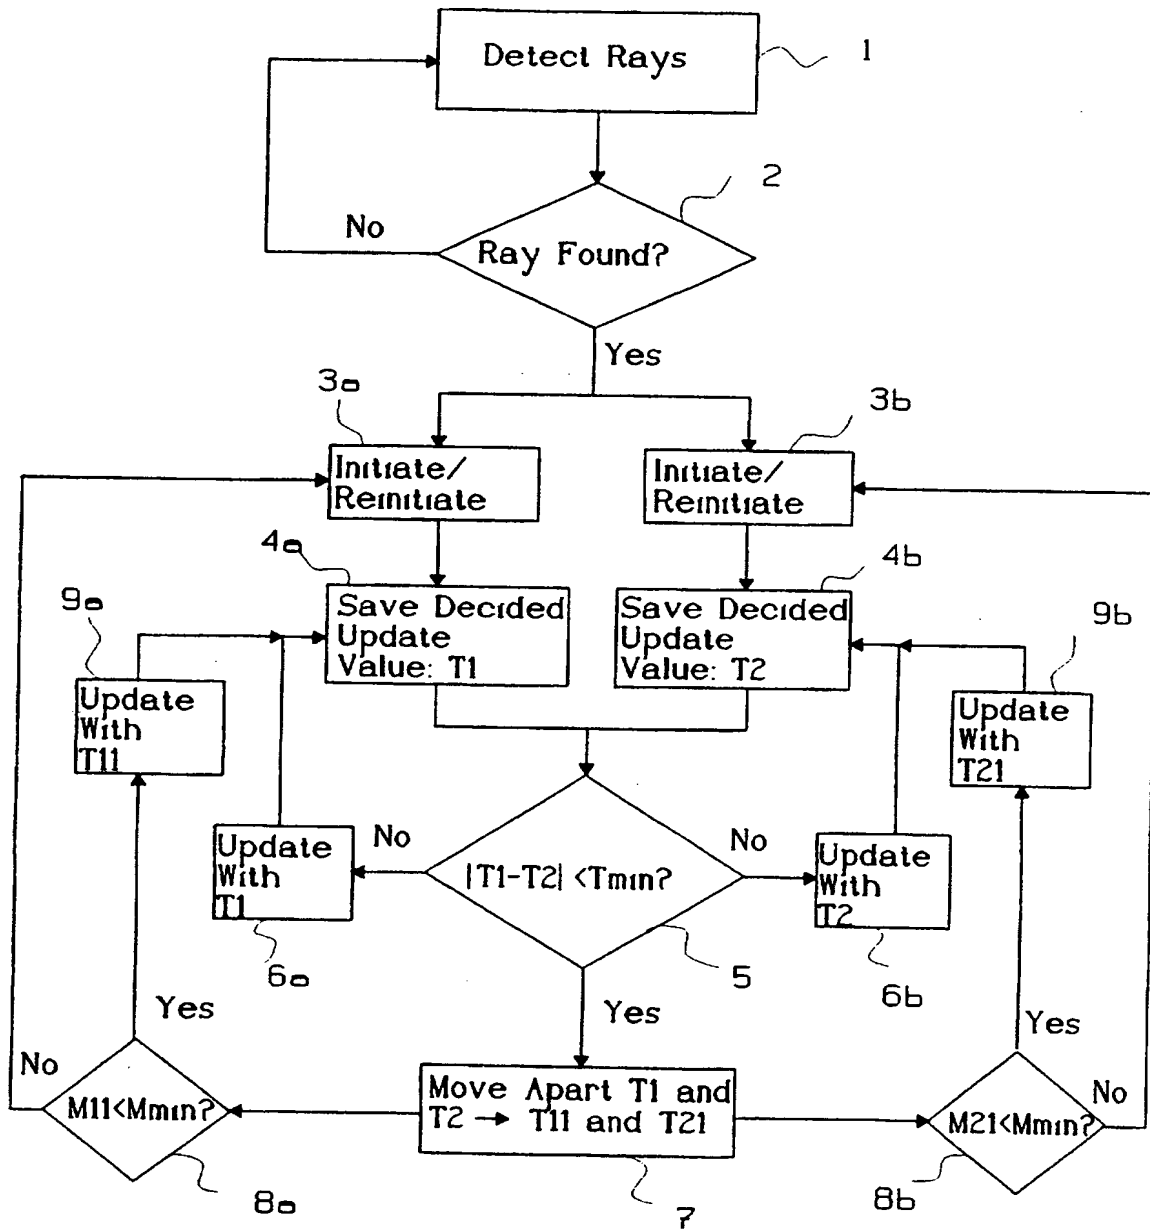 Detect Rays
1
2
No
Ray Found?
Yes
3a
3b
Initiate/
Reinitiate
Initiate/
Reinitiate
4a
4b
9a
Save Decided
Update
Value: T1
Save Decided
Update
Value: T2
9b
Update
With
T11
Update
With
T21
Update
With
T1
No
|T1-T2| <Tmin?
No
Update
With
T2
6a
5
6b
Yes
Yes
Yes
No
M11<Mmin?
Move Apart T1 and
T2 → T11 and T21
M21<Mmin?
No
8a
7
8b